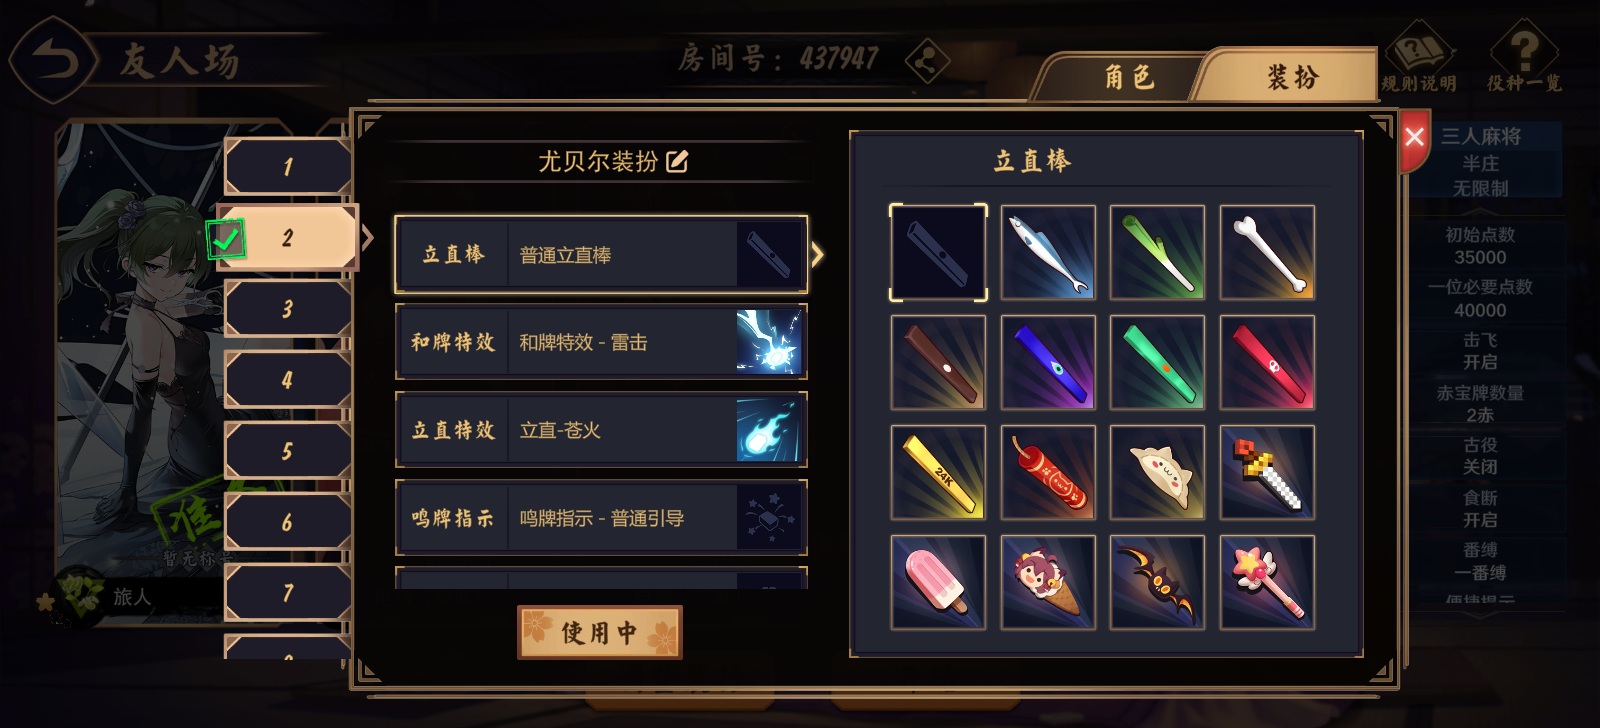 友人场
房间号：437947
角色
装扮
规则说明
役种一览
1
2
3
4
5
6
7
准
暂无称号
旅人
尤贝尔装扮
立直棒
普通立直棒
和牌特效
和牌特效 - 雷击
立直特效
立直-苍火
鸣牌指示
鸣牌指示 - 普通引导
使用中
立直棒
24K
三人麻将
半庄
无限制
初始点数
35000
一位必要点数
40000
击飞
开启
赤宝牌数量
2赤
古役
关闭
食断
开启
番缚
一番缚
便捷提示